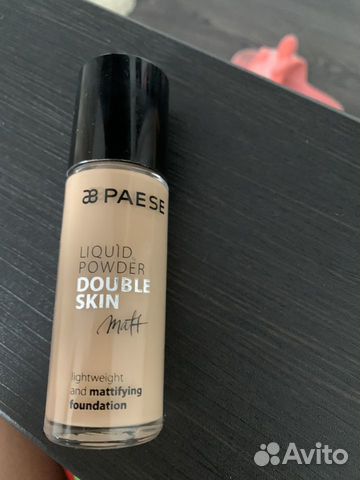 PAESE
LIQUID
POWDER
DOUBLE
SKIN
matt
lightweight
and mattifying
foundation
Avito